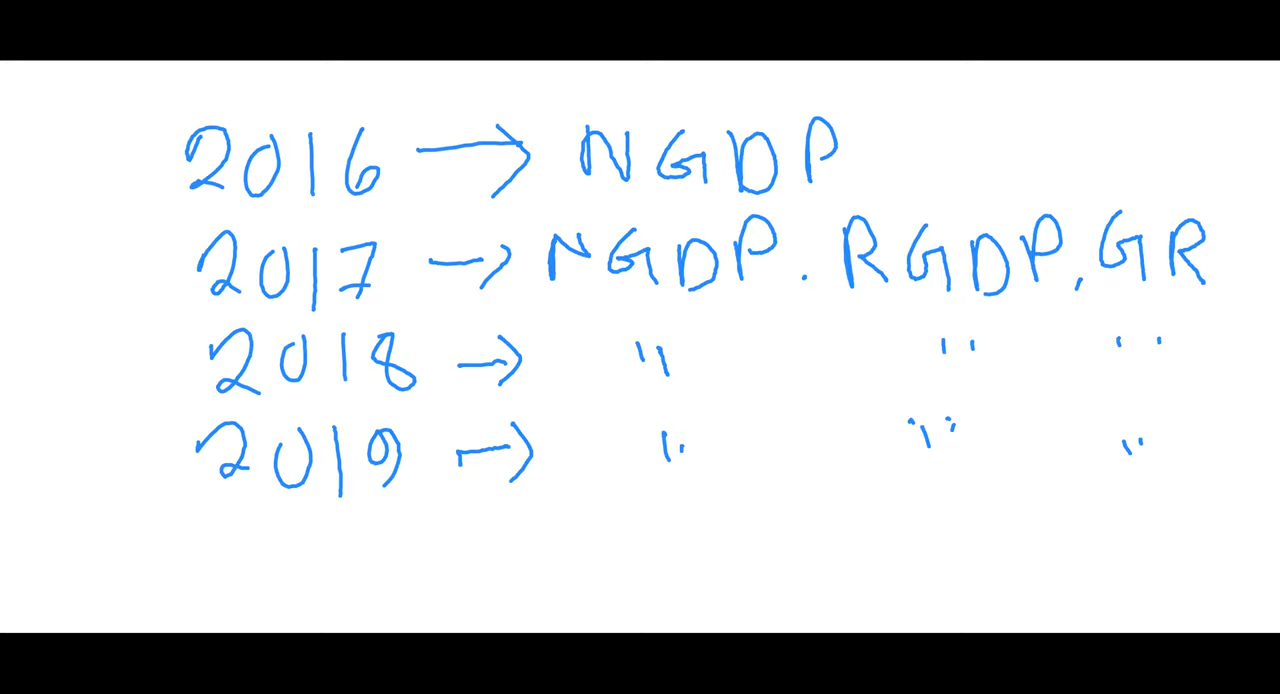 2016 → NGDP
2017 → NGDP. RGDP, GR
2018 → " " "
2019 → " " "